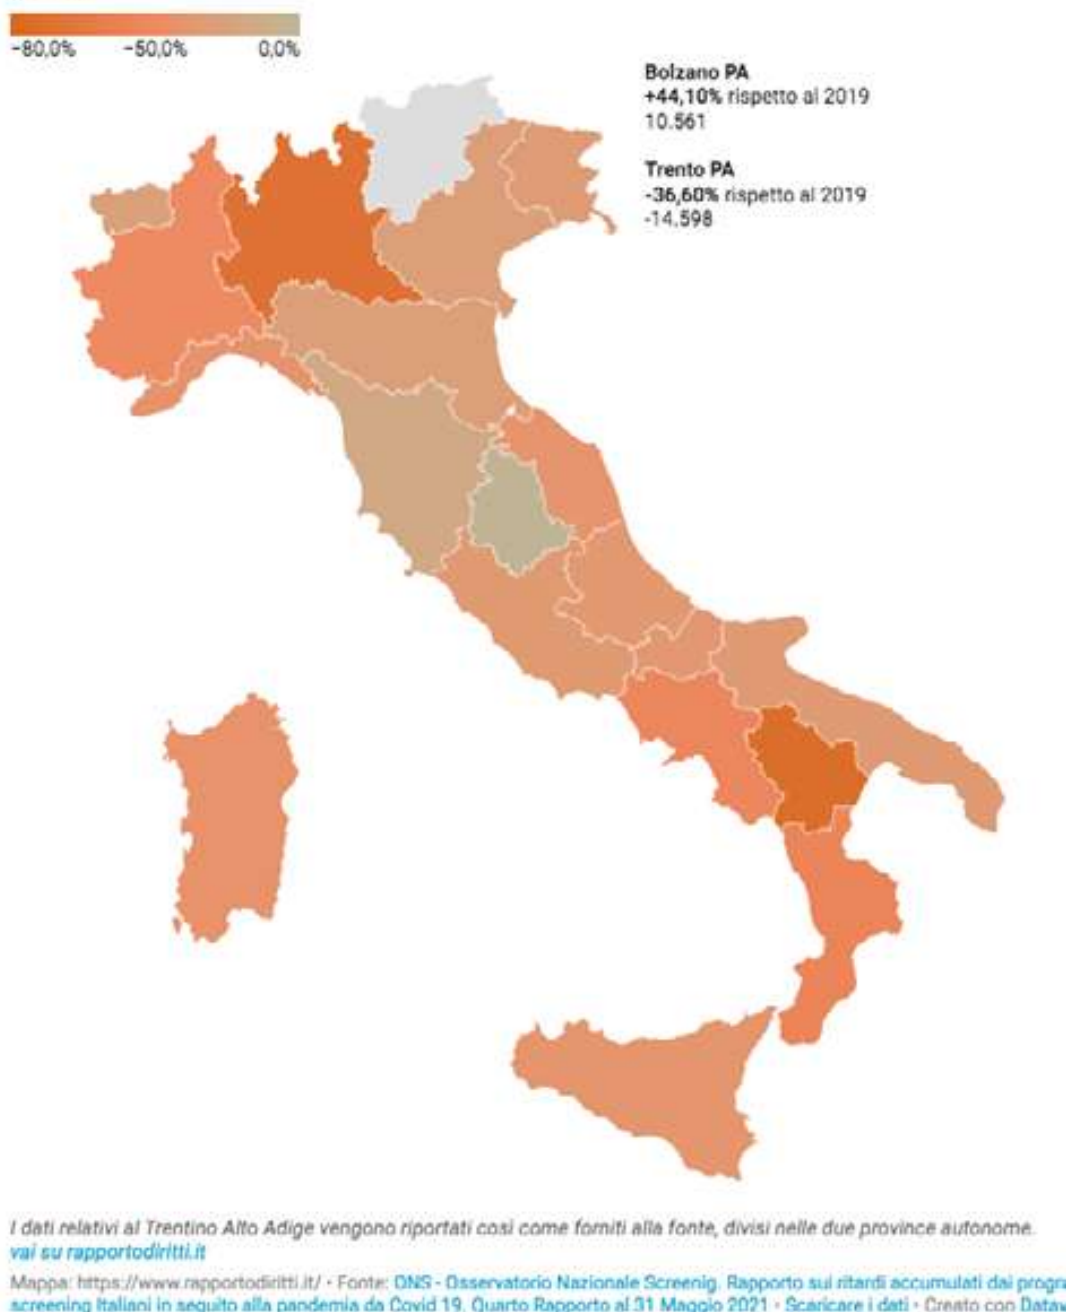 −80,0% −50,0% 0,0%
Bolzano PA
+44,10% rispetto al 2019
10.561
Trento PA
-36,60% rispetto al 2019
-14.598
I dati relativi al Trentino Alto Adige vengono riportati così come forniti alla fonte, divisi nelle due province autonome.
vai su rapportodiritti.it
Mappa: https://www.rapportodiritti.it/ · Fonte: ONS - Osservatorio Nazionale Screenig. Rapporto sui ritardi accumulati dai progra
screening Italiani in seguito alla pandemia da Covid 19. Quarto Rapporto al 31 Maggio 2021 · Scaricare i dati · Creato con Dataw